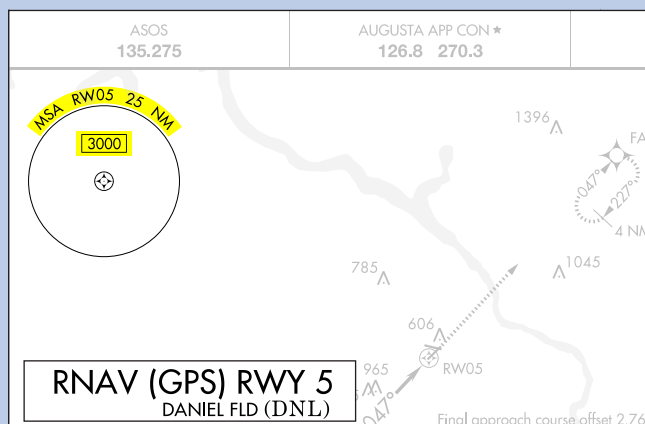 ASOS
135.275
AUGUSTA APP CON ★
126.8 270.3
MSA RW05 25 NM
3000
1396
FA
047°
227°
4 NM
785
1045
606
RW05
965
047°
RNAV (GPS) RWY 5
DANIEL FLD (DNL)
Final approach course offset 2.76